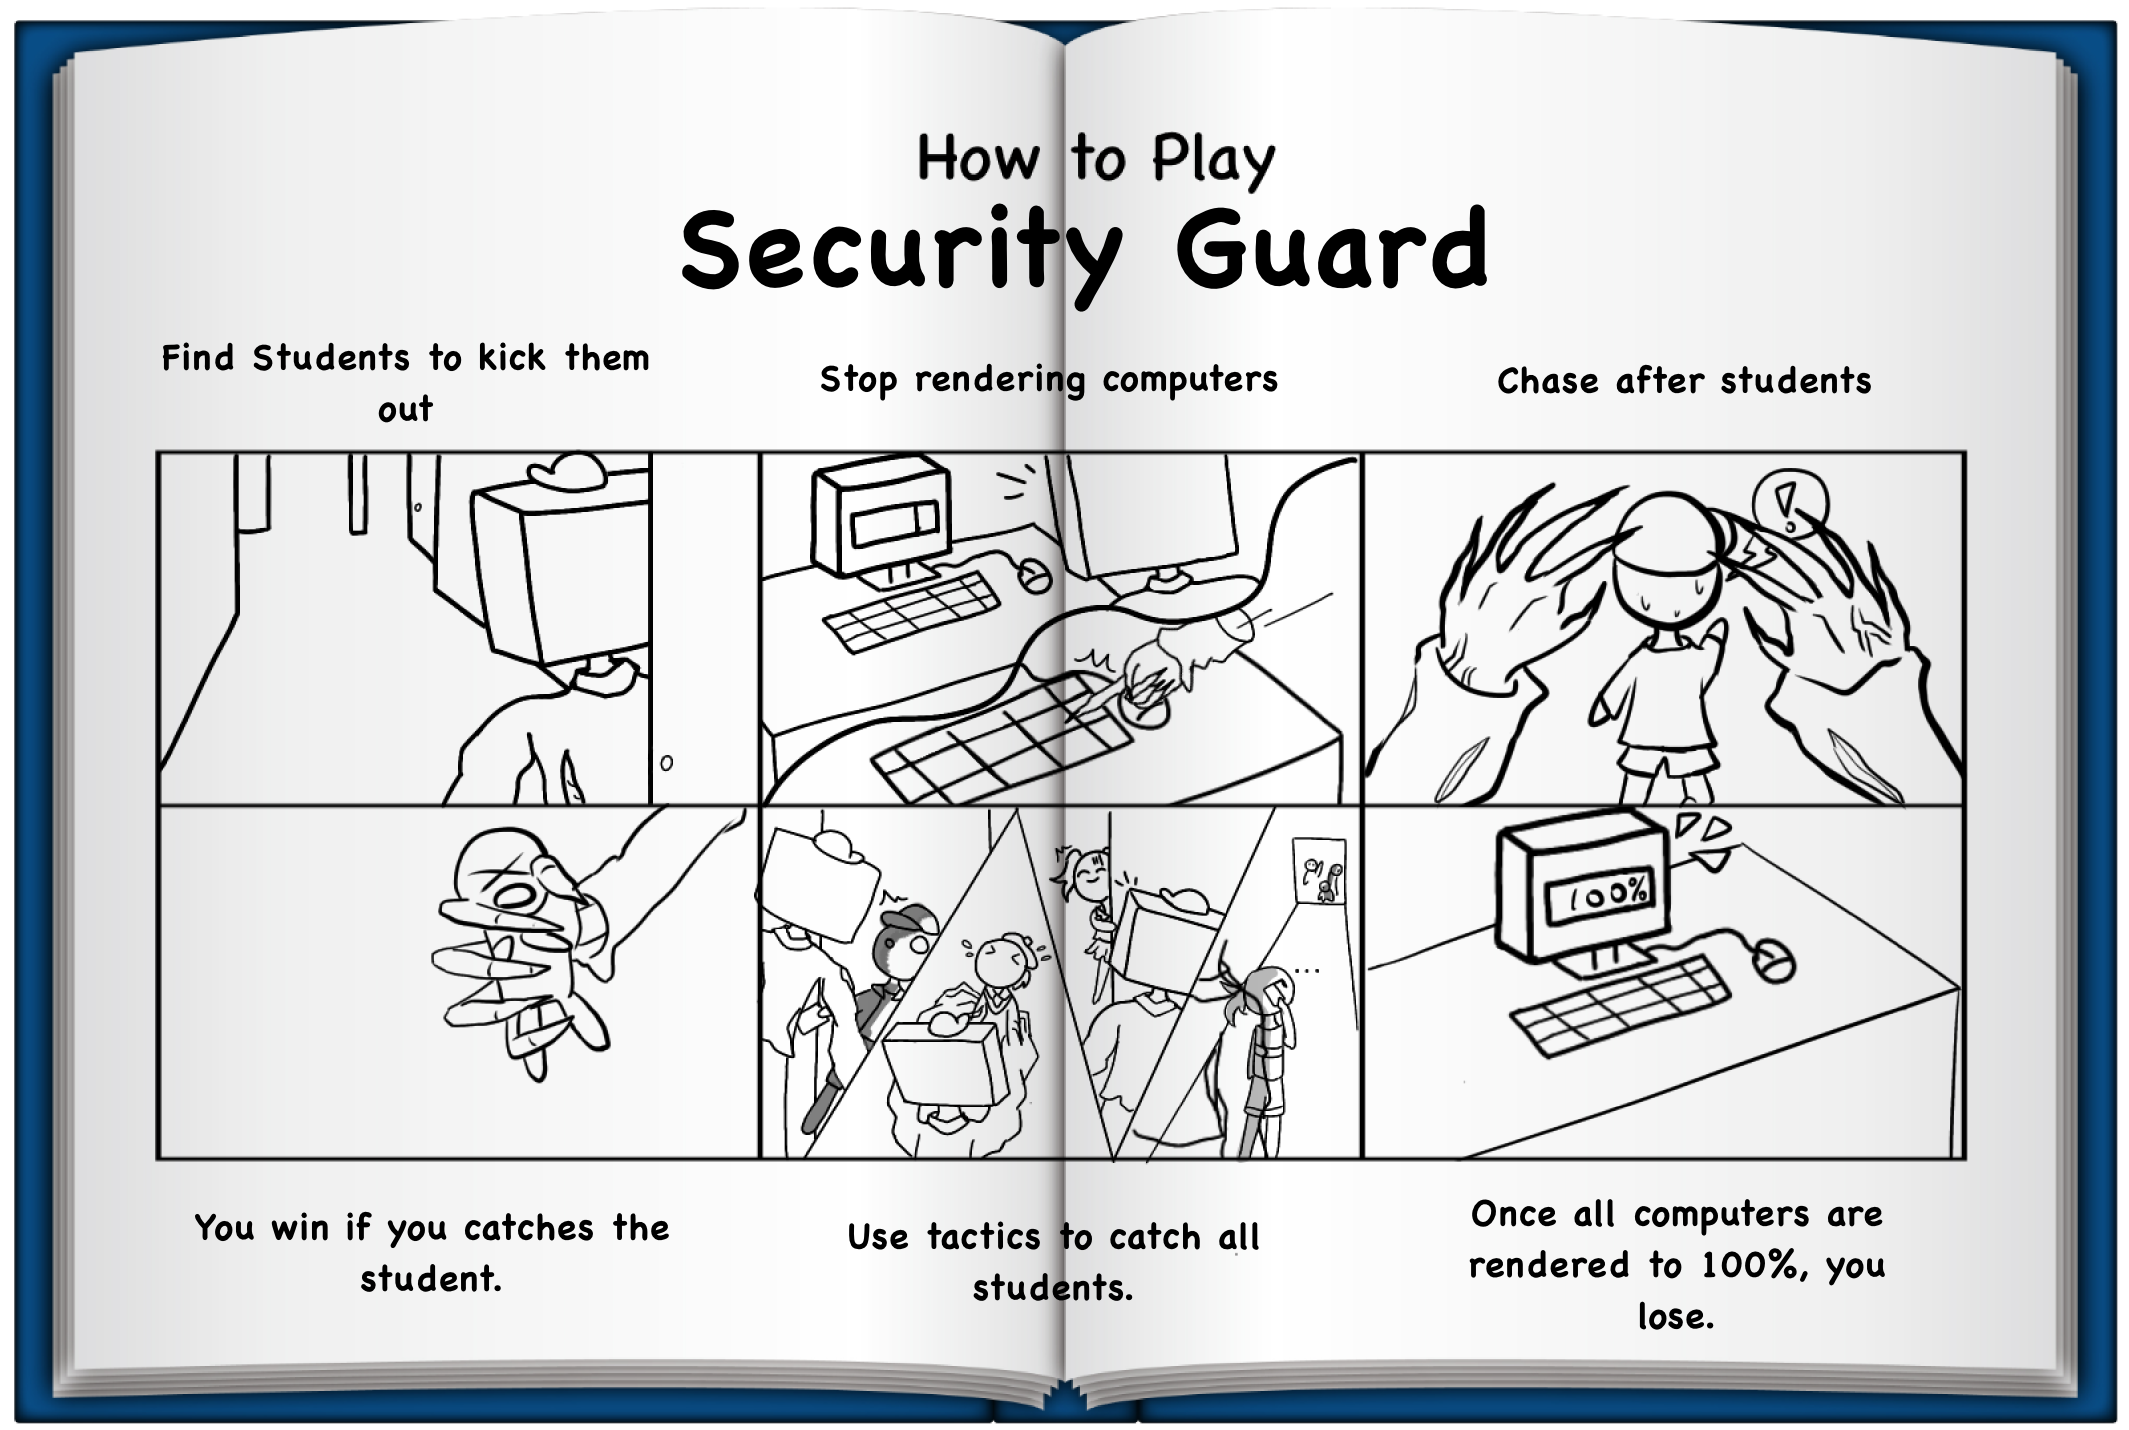 How to Play
Security Guard
Find Students to kick them
out
Stop rendering computers
Chase after students
!
100%
...
You win if you catches the
student.
Use tactics to catch all
students.
Once all computers are
rendered to 100%, you
lose.